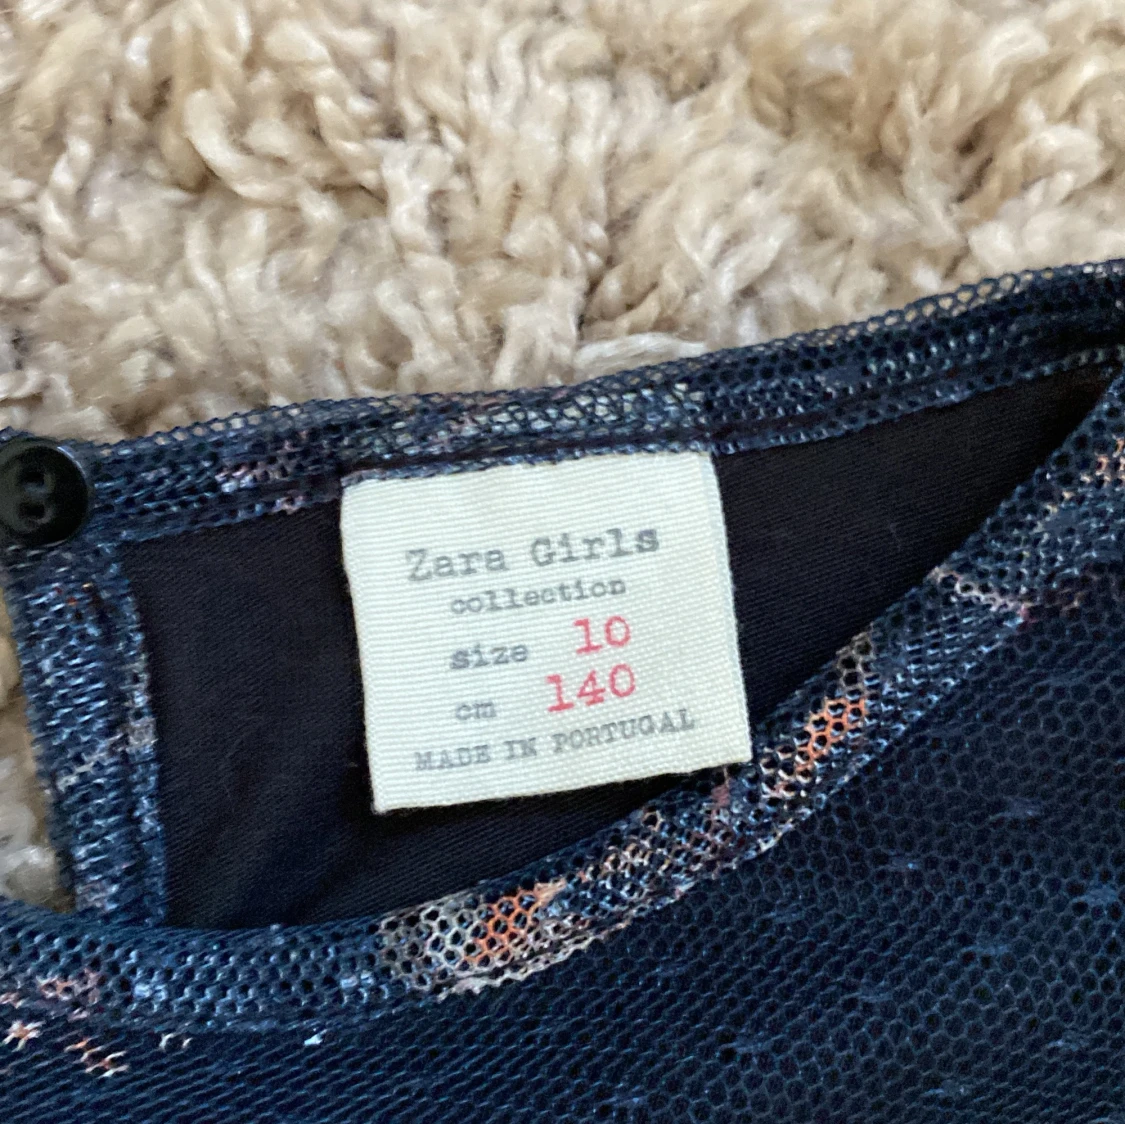 Zara Girls
collection
size 10
cm 140
MADE IN PORTUGAL